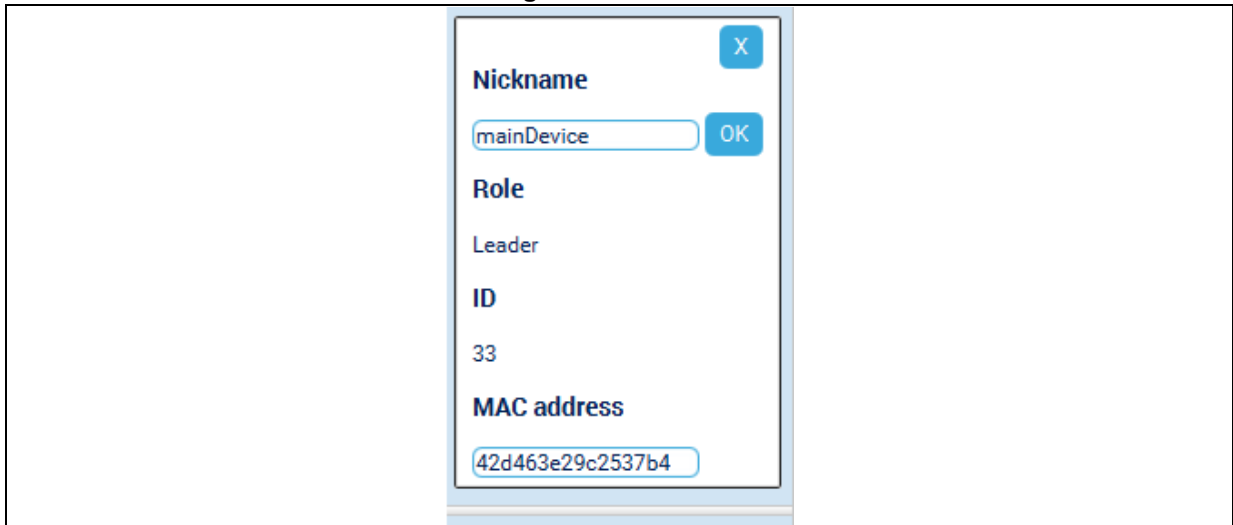 X
Nickname
mainDevice OK
Role
Leader
ID
33
MAC address
42d463e29c2537b4